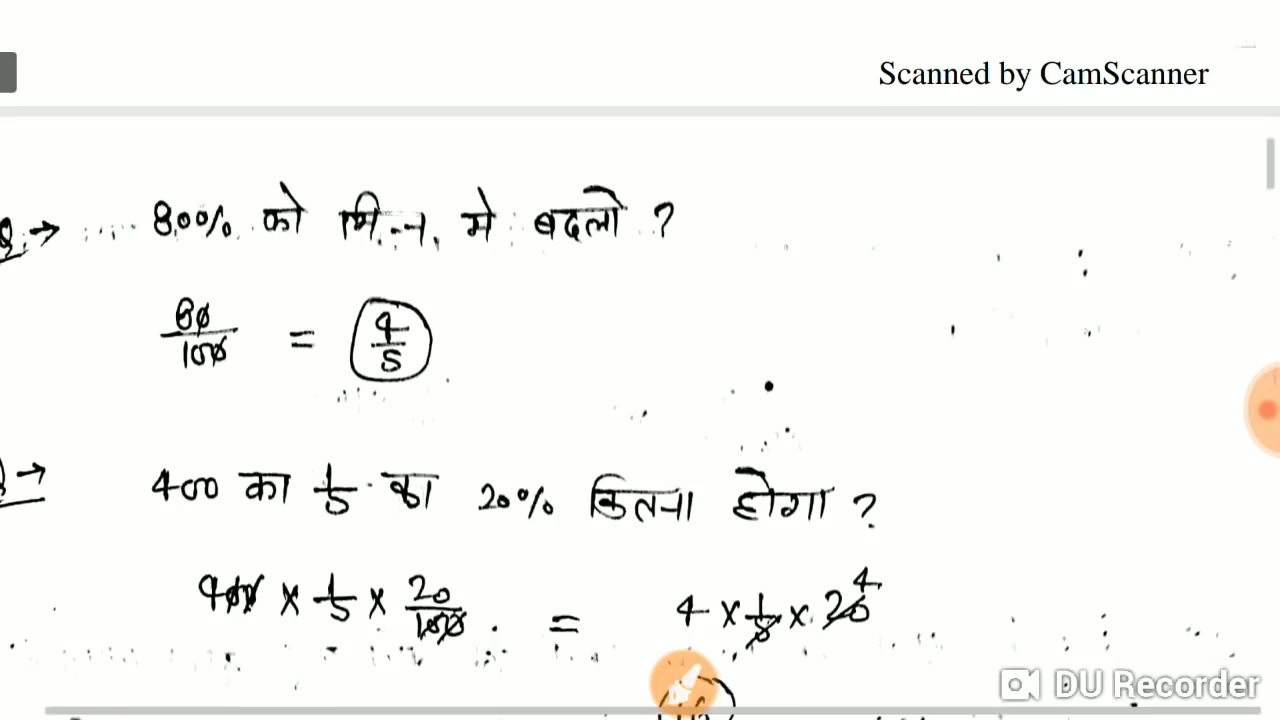 Scanned by CamScanner
Q. → 80% को भिन्न मे बदलो ?
80/100 = 4/5
Q → 400 का 1/5 का 20% कितना होगा ?
400 × 1/5 × 20/100 = 4 × 1/5 × 20 4
DU Recorder